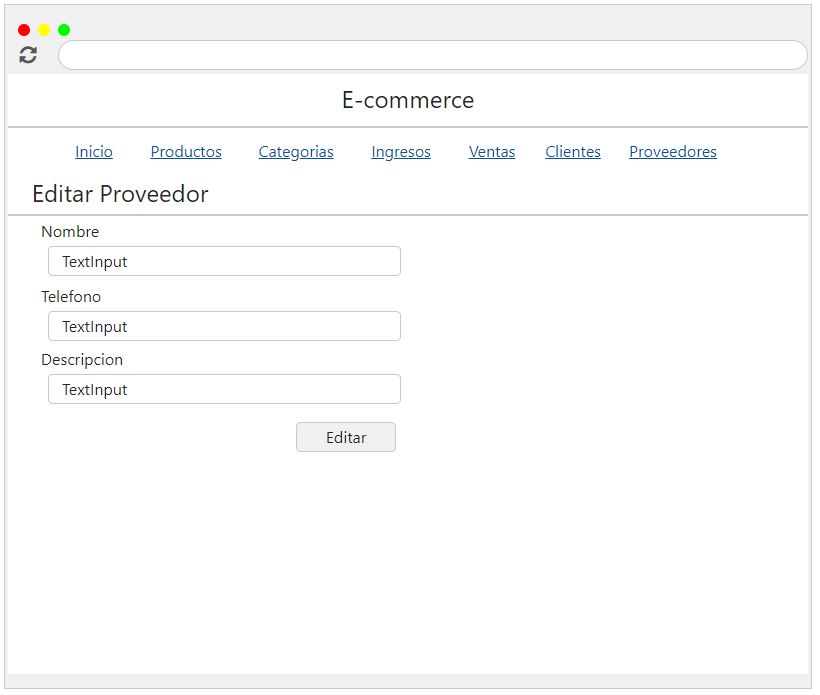 E-commerce
Inicio Productos Categorias Ingresos Ventas Clientes Proveedores
Editar Proveedor
Nombre
TextInput
Telefono
TextInput
Descripcion
TextInput
Editar